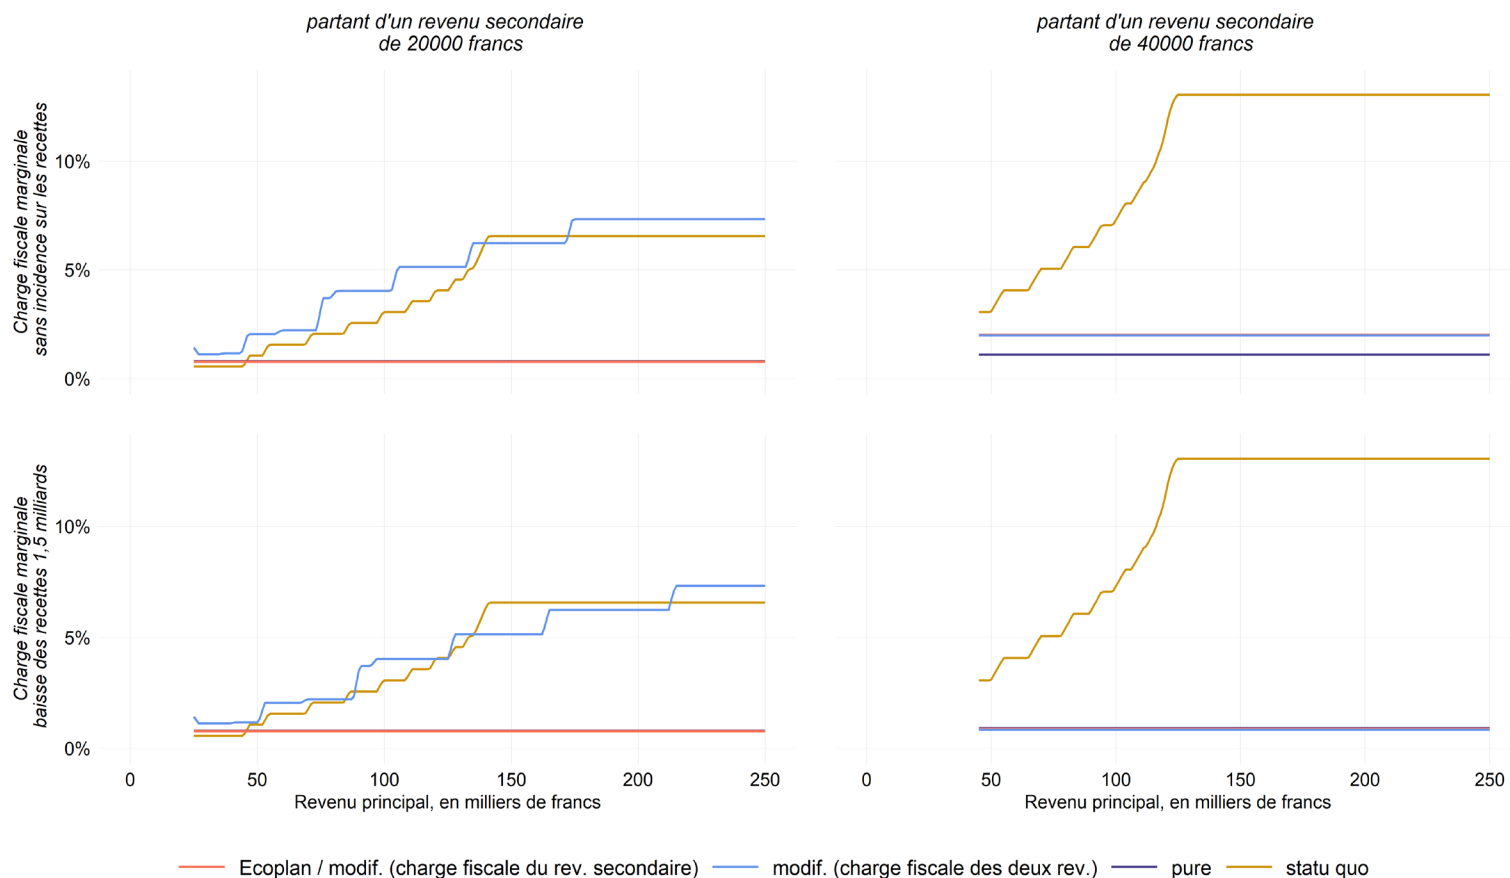 partant d'un revenu secondaire
de 20000 francs
partant d'un revenu secondaire
de 40000 francs
Charge fiscale marginale
sans incidence sur les recettes
10%
5%
0%
Charge fiscale marginale
baisse des recettes 1,5 milliards
10%
5%
0%
0 50 100 150 200 250
0 50 100 150 200 250
Revenu principal, en milliers de francs
Revenu principal, en milliers de francs
Ecoplan / modif. (charge fiscale du rev. secondaire) modif. (charge fiscale des deux rev.) pure statu quo